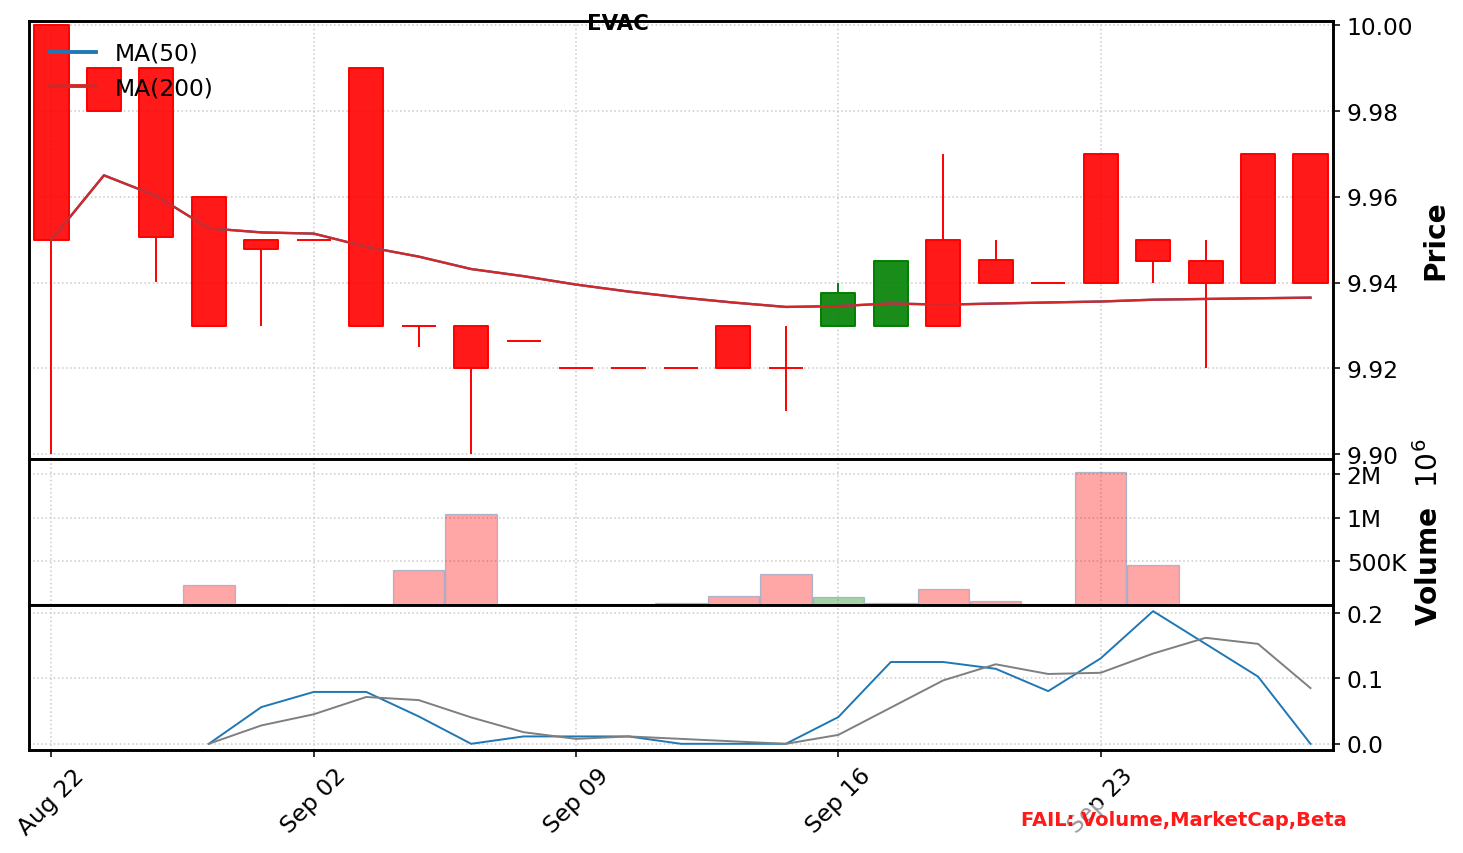 EVAC
MA(50)
MA(200)
10.00
9.98
9.96
9.94
9.92
9.90
Price
2M
1M
500K
Volume 10⁶
0.2
0.1
0.0
Aug 22
Sep 02
Sep 09
Sep 16
Sep 23
FAIL: Volume,MarketCap,Beta